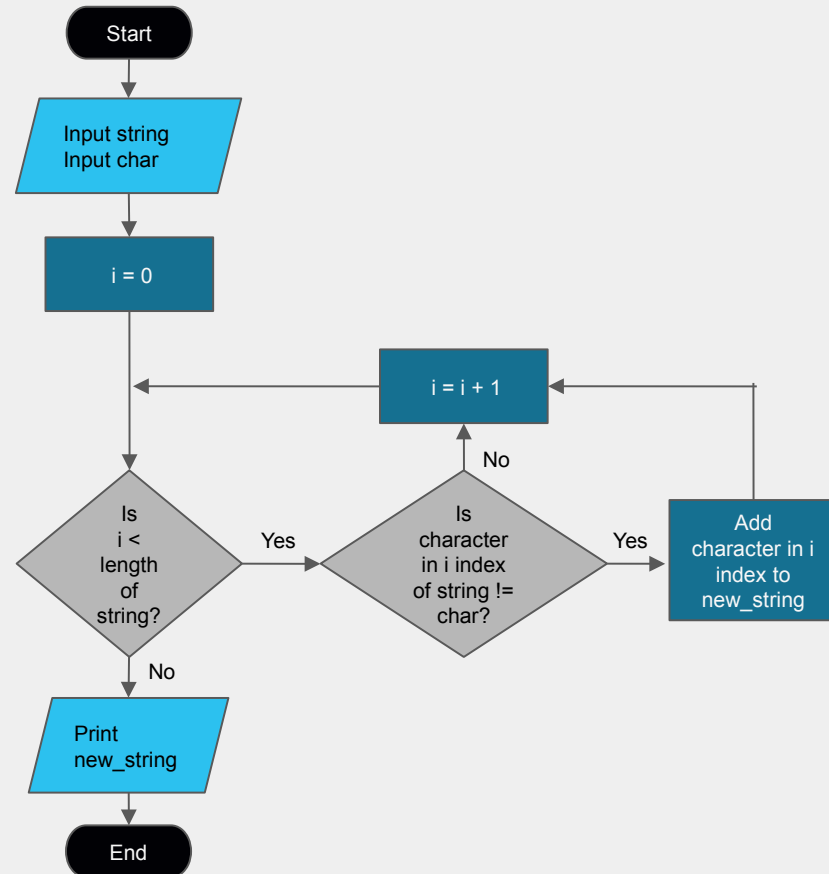 Start
Input string
Input char
i = 0
i = i + 1
No
Is
i <
length
of
string?
Yes
Is
character
in i index
of string !=
char?
Yes
Add
character in i
index to
new_string
No
Print
new_string
End